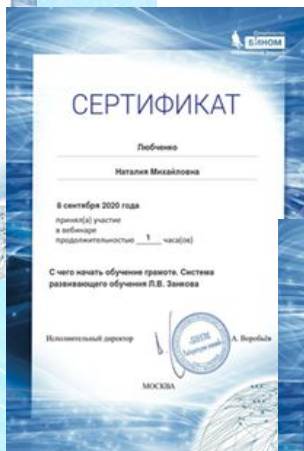 БИНОМ
СЕРТИФИКАТ
Любченко
Наталия Михайловна
8 сентября 2020 года
принял(а) участие
в вебинаре
продолжительностью 1 часа(ов)
С чего начать обучение грамоте. Система
развивающего обучения Л.В. Занкова
Исполнительный директор А. Воробьёв
МОСКВА